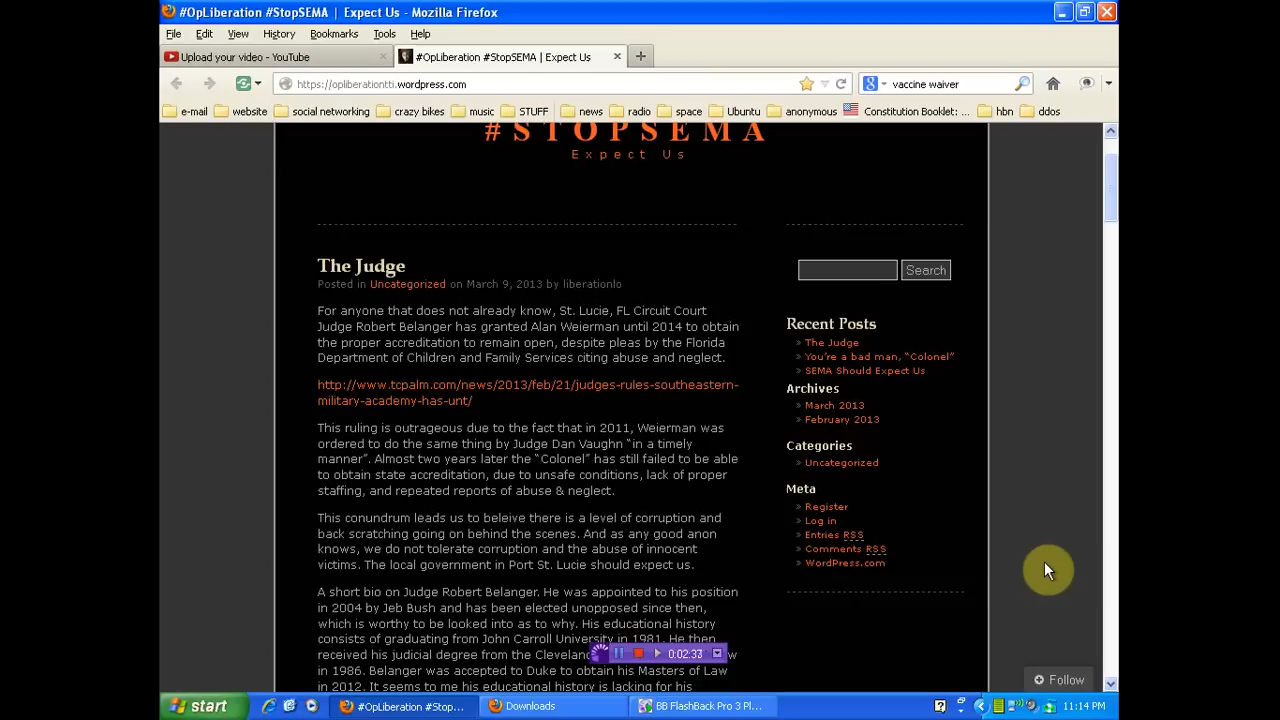 #OpLiberation #StopSEMA | Expect Us - Mozilla Firefox
File Edit View History Bookmarks Tools Help
Upload your video - YouTube
#OpLiberation #StopSEMA | Expect Us
https://opliberationtti.wordpress.com
vaccine waiver
e-mail website social networking crazy bikes music STUFF news radio space Ubuntu anonymous Constitution Booklet: ... hbn ddos
#STOPSEMA
Expect Us
The Judge
Posted in Uncategorized on March 9, 2013 by liberationlo
For anyone that does not already know, St. Lucie, FL Circuit Court
Judge Robert Belanger has granted Alan Weierman until 2014 to obtain
the proper accreditation to remain open, despite pleas by the Florida
Department of Children and Family Services citing abuse and neglect.
http://www.tcpalm.com/news/2013/feb/21/judges-rules-southeastern-
military-academy-has-unt/
This ruling is outrageous due to the fact that in 2011, Weierman was
ordered to do the same thing by Judge Dan Vaughn “in a timely
manner”. Almost two years later the “Colonel” has still failed to be able
to obtain state accreditation, due to unsafe conditions, lack of proper
staffing, and repeated reports of abuse & neglect.
This conundrum leads us to beleive there is a level of corruption and
back scratching going on behind the scenes. And as any good anon
knows, we do not tolerate corruption and the abuse of innocent
victims. The local government in Port St. Lucie should expect us.
A short bio on Judge Robert Belanger. He was appointed to his position
in 2004 by Jeb Bush and has been elected unopposed since then,
which is worthy to be looked into as to why. His educational history
consists of graduating from John Carroll University in 1981. He then
received his judicial degree from the Clevelan
in 1986. Belanger was accepted to Duke to obtain his Masters of Law
in 2012. It seems to me his educational history is lacking for his
Search
Recent Posts
» The Judge
» You’re a bad man, “Colonel”
» SEMA Should Expect Us
Archives
» March 2013
» February 2013
Categories
» Uncategorized
Meta
» Register
» Log in
» Entries RSS
» Comments RSS
» WordPress.com
0:02:33
Follow
start
#OpLiberation #Sto...
Downloads
BB FlashBack Pro 3 Pl...
11:14 PM